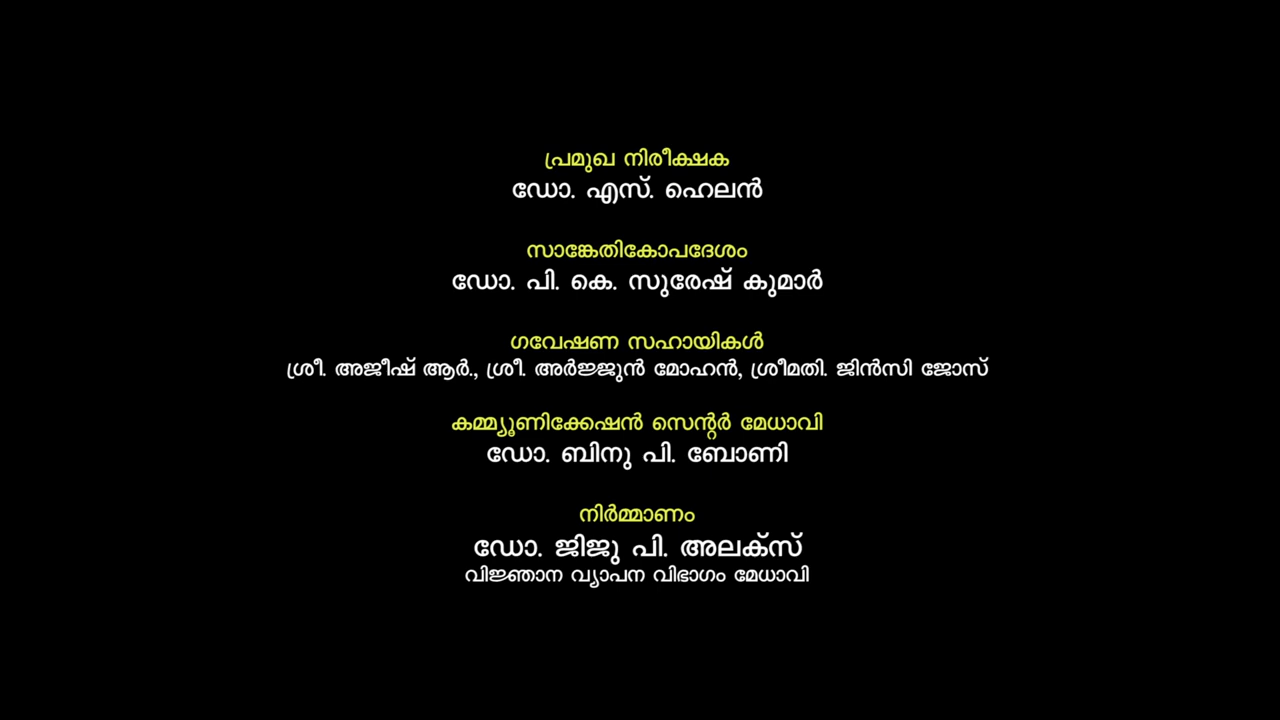 പ്രമുഖ നിരീക്ഷക
ഡോ. എസ്. ഹെലൻ
സാങ്കേതികോപദേശം
ഡോ. പി. കെ. സുരേഷ് കുമാർ
ഗവേഷണ സഹായികൾ
ശ്രീ. അജീഷ് ആർ., ശ്രീ. അർജ്ജുൻ മോഹൻ, ശ്രീമതി. ജിൻസി ജോസ്
കമ്മ്യൂണിക്കേഷൻ സെന്റർ മേധാവി
ഡോ. ബിനു പി. ബോണി
നിർമ്മാണം
ഡോ. ജിജു പി. അലക്സ്
വിജ്ഞാന വ്യാപന വിഭാഗം മേധാവി